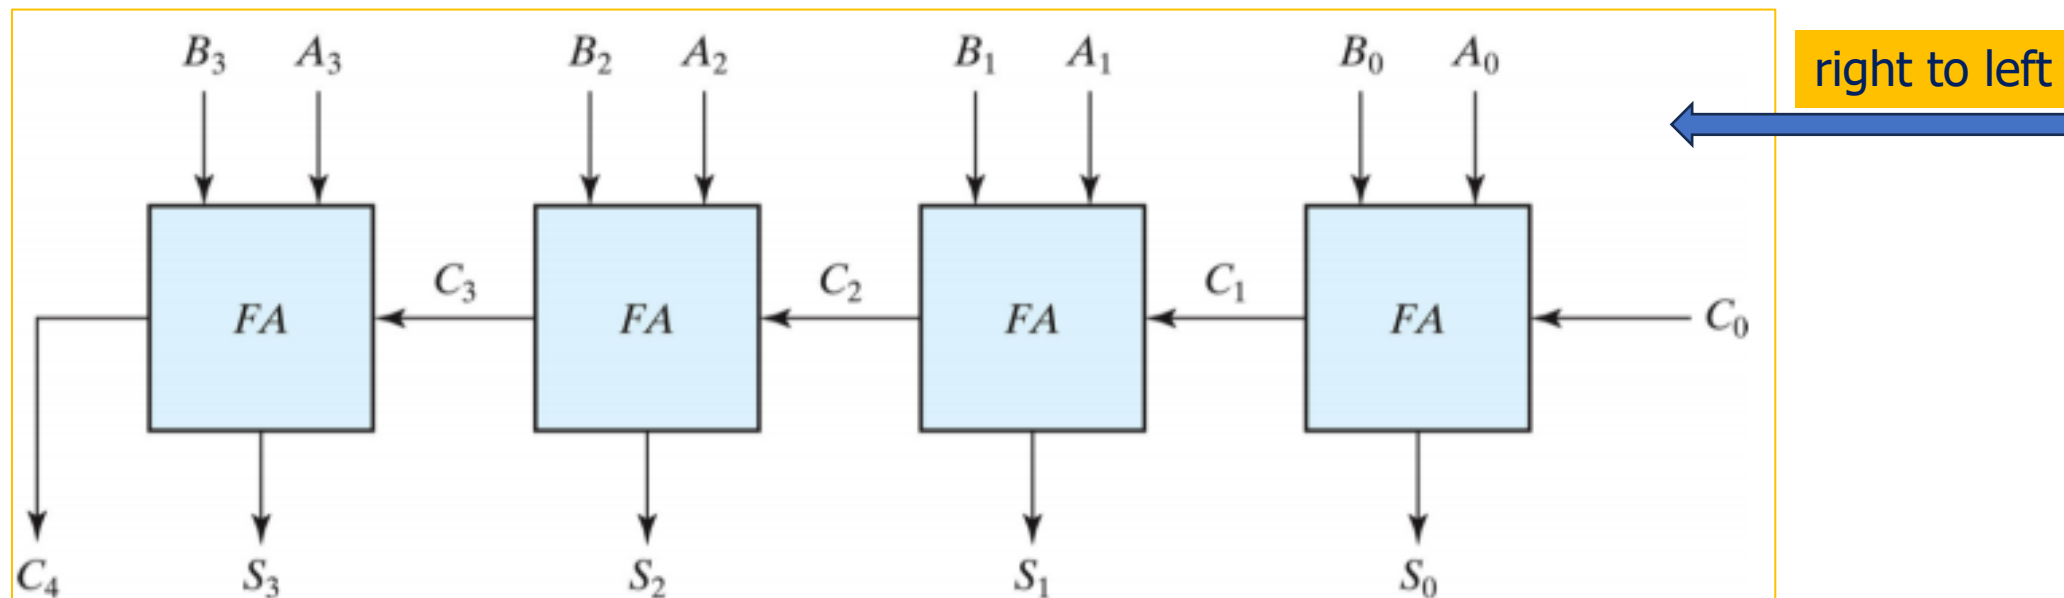 B₃ A₃ B₂ A₂ B₁ A₁ B₀ A₀
right to left
C₃ C₂ C₁
FA FA FA FA C₀
C₄ S₃ S₂ S₁ S₀